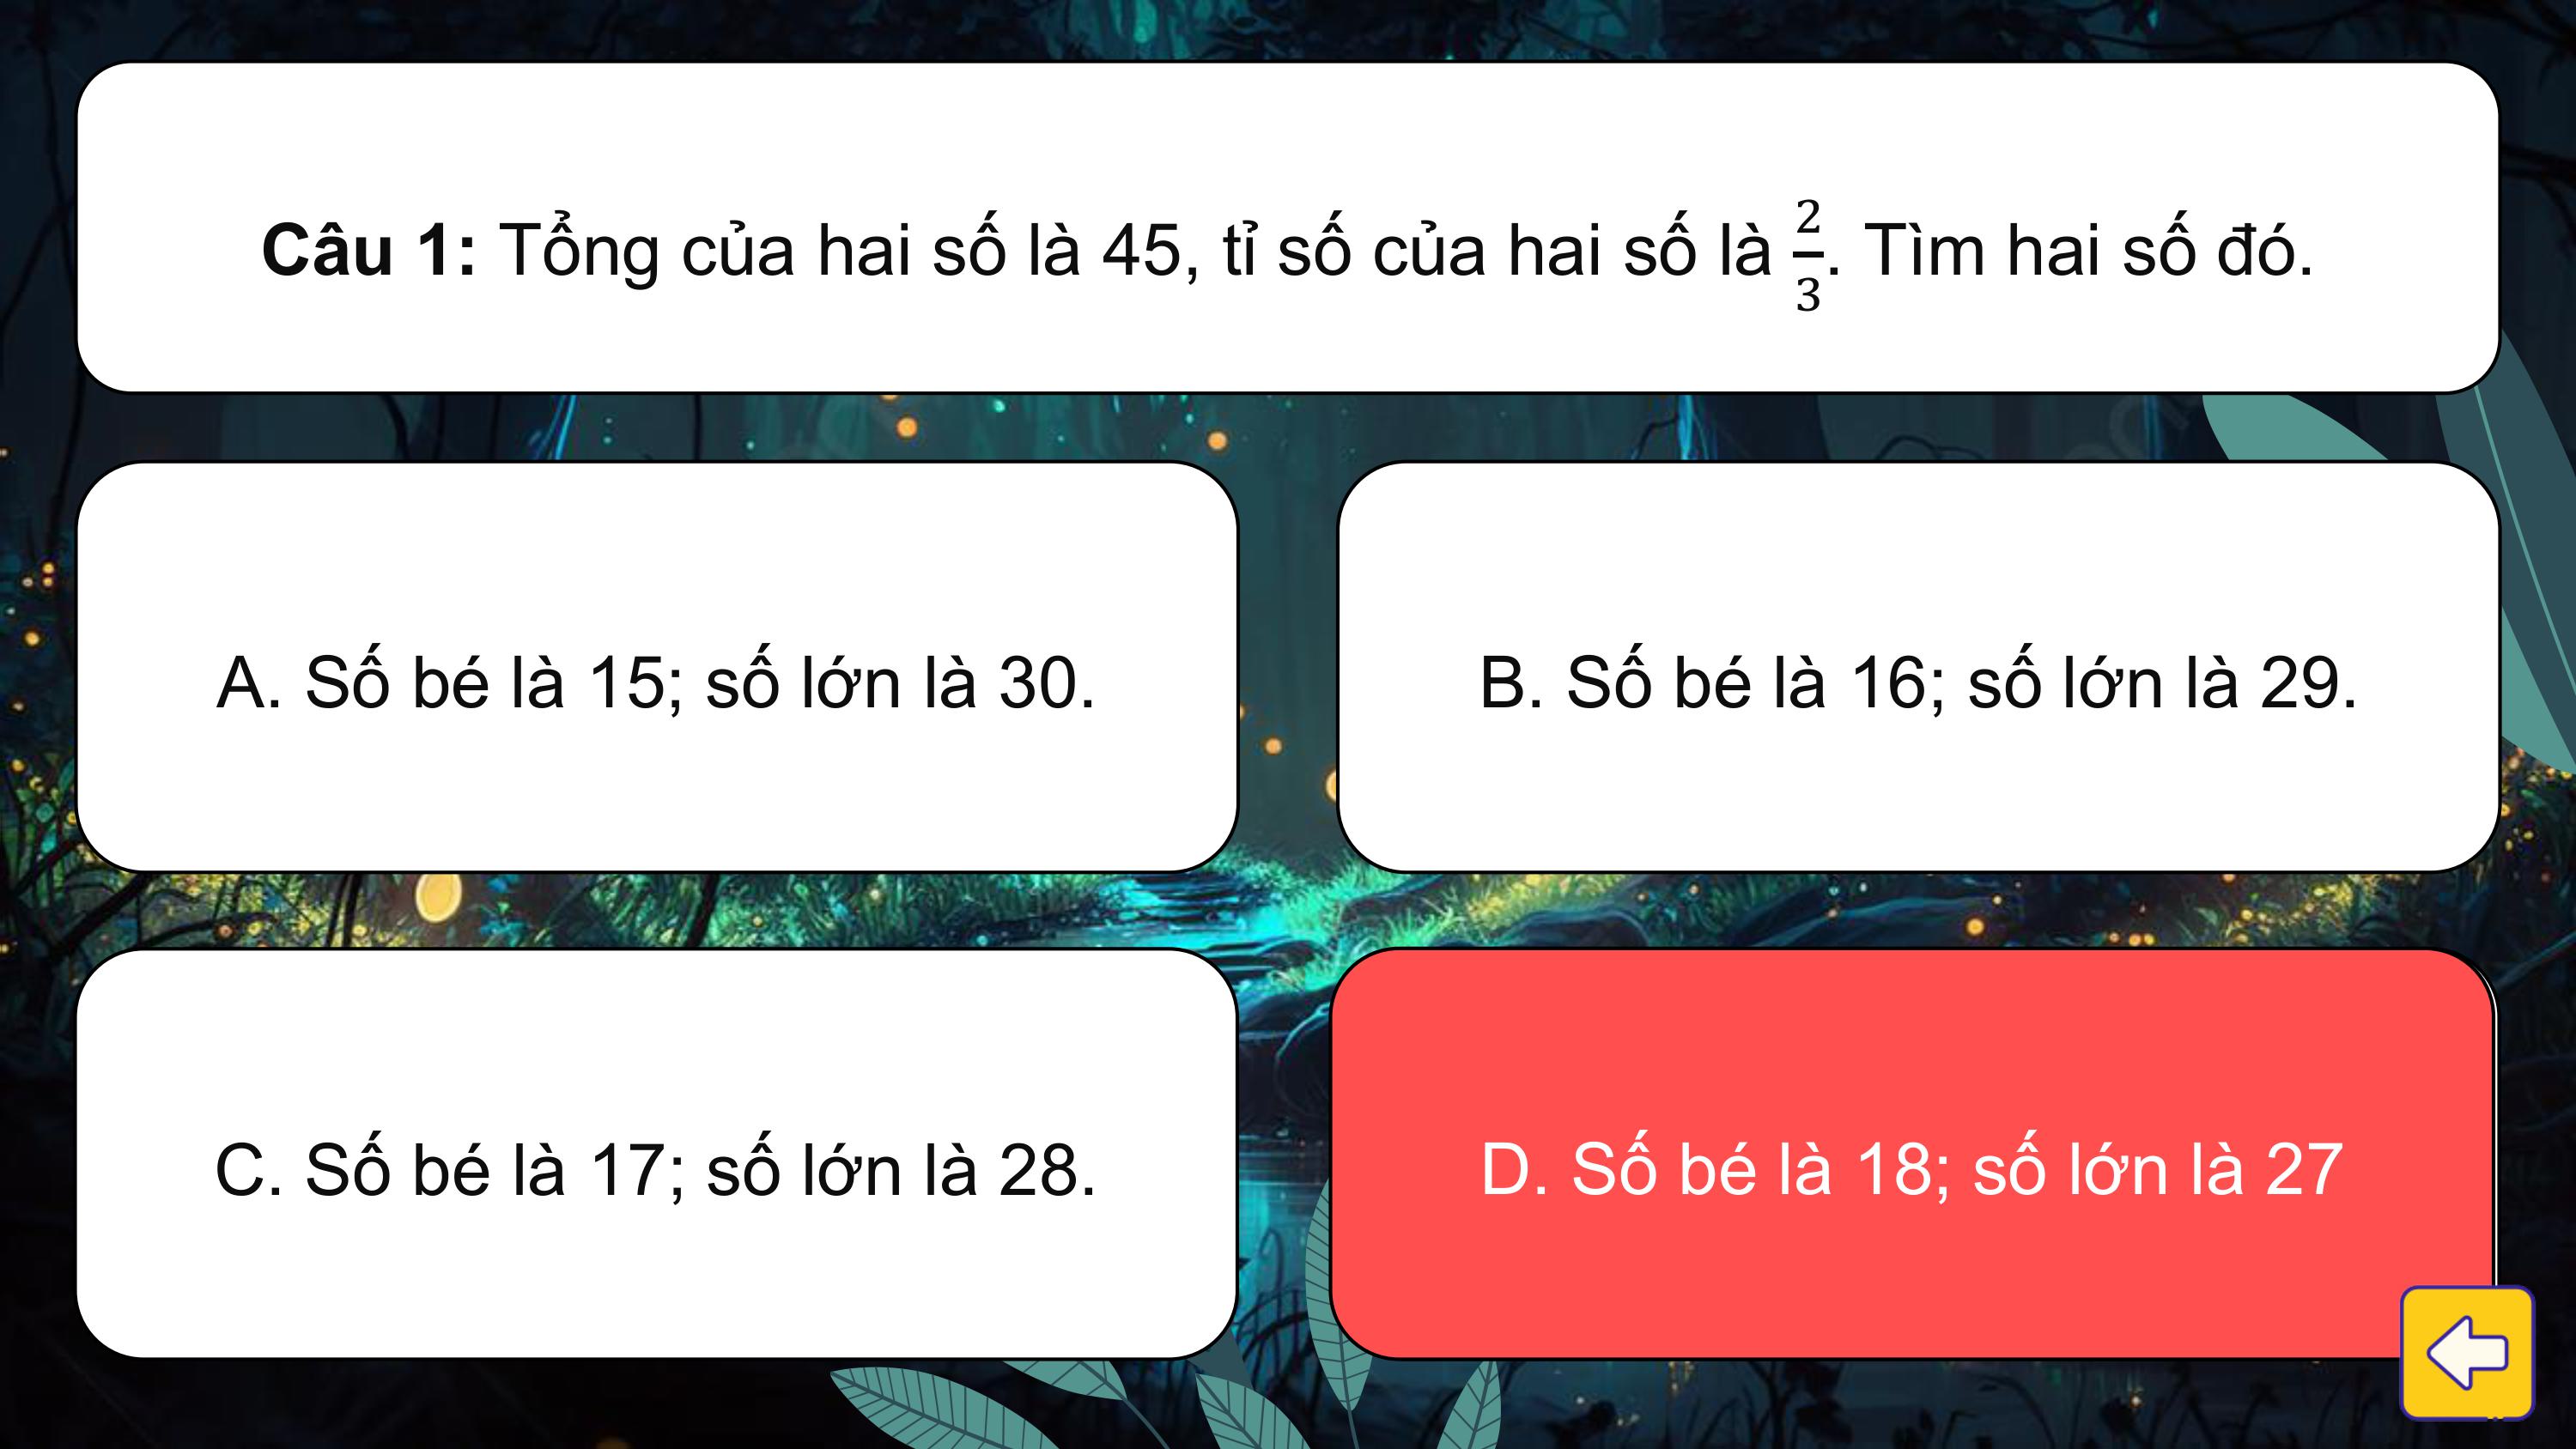 Câu 1: Tổng của hai số là 45, tỉ số của hai số là 2/3. Tìm hai số đó.
A. Số bé là 15; số lớn là 30.
B. Số bé là 16; số lớn là 29.
C. Số bé là 17; số lớn là 28.
D. Số bé là 18; số lớn là 27